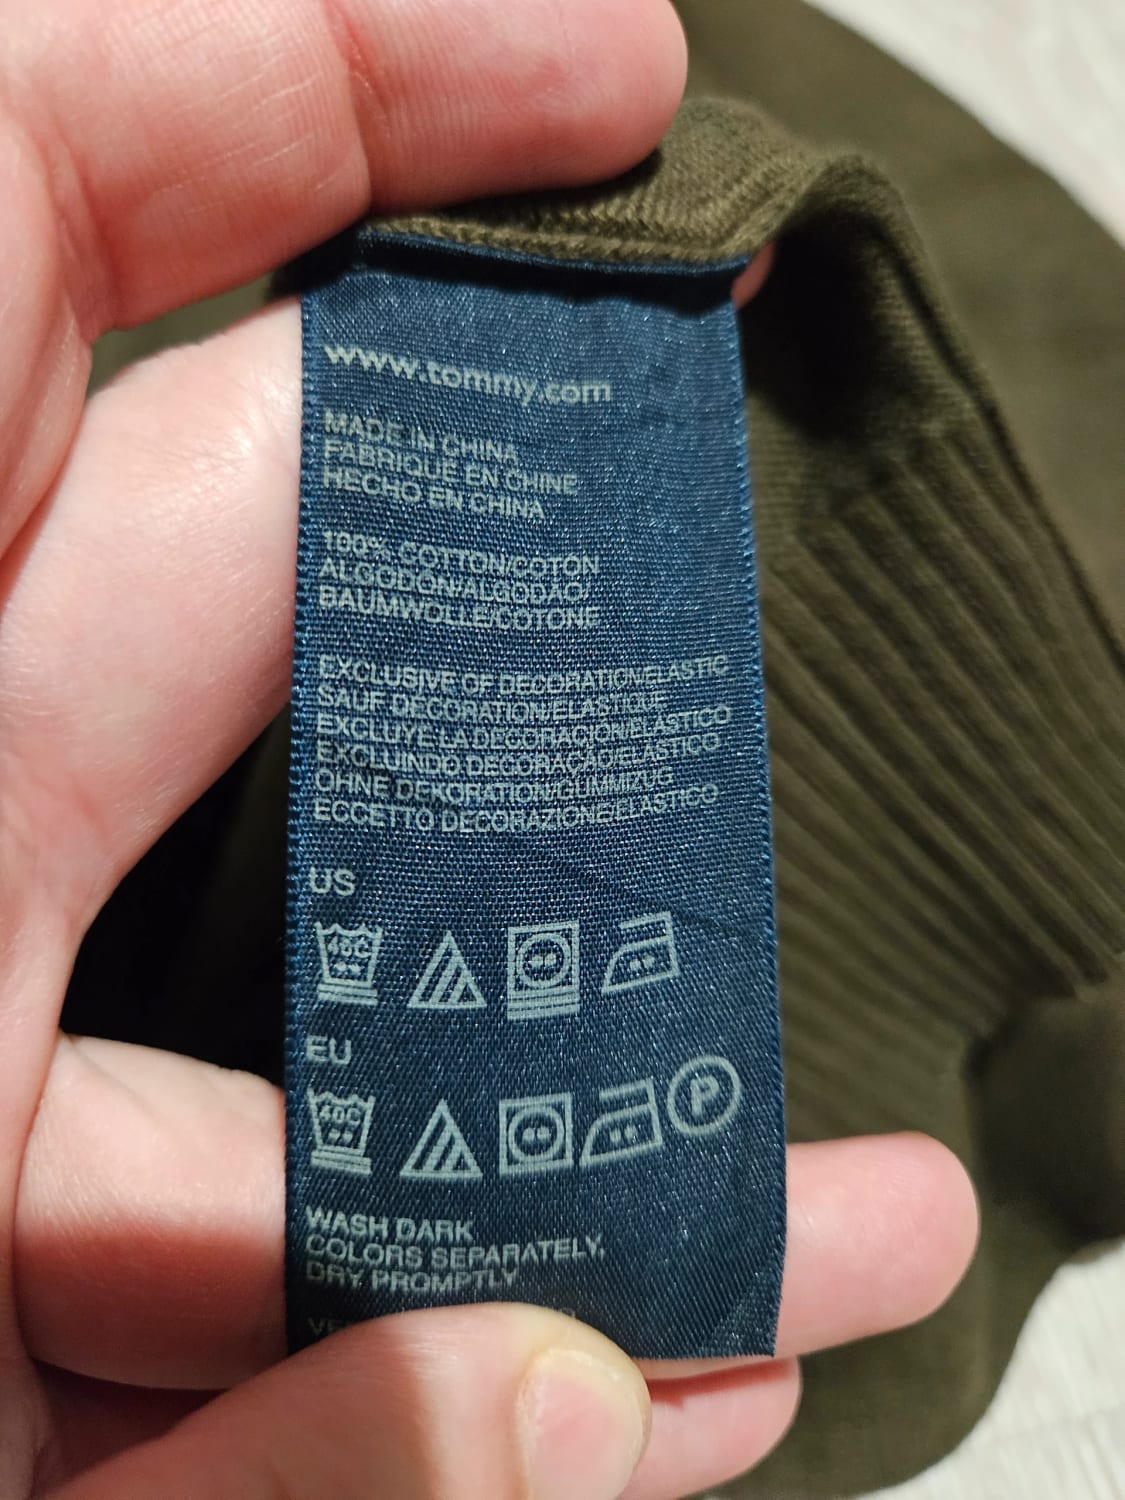 www.tommy.com
MADE IN CHINA
FABRIQUE EN CHINE
HECHO EN CHINA
100% COTTON/COTON
ALGODON/ALGODÃO/
BAUMWOLLE/COTONE
EXCLUSIVE OF DECORATION/ELASTIC
SAUF DECORATION/ELASTIQUE
EXCLUYE LA DECORACION/ELASTICO
EXCLUINDO DECORAÇÃO/ELASTICO
OHNE DEKORATION/GUMMIZUG
ECCETTO DECORAZIONE/ELASTICO
US
40C
EU
40C
P
WASH DARK
COLORS SEPARATELY,
DRY PROMPTLY